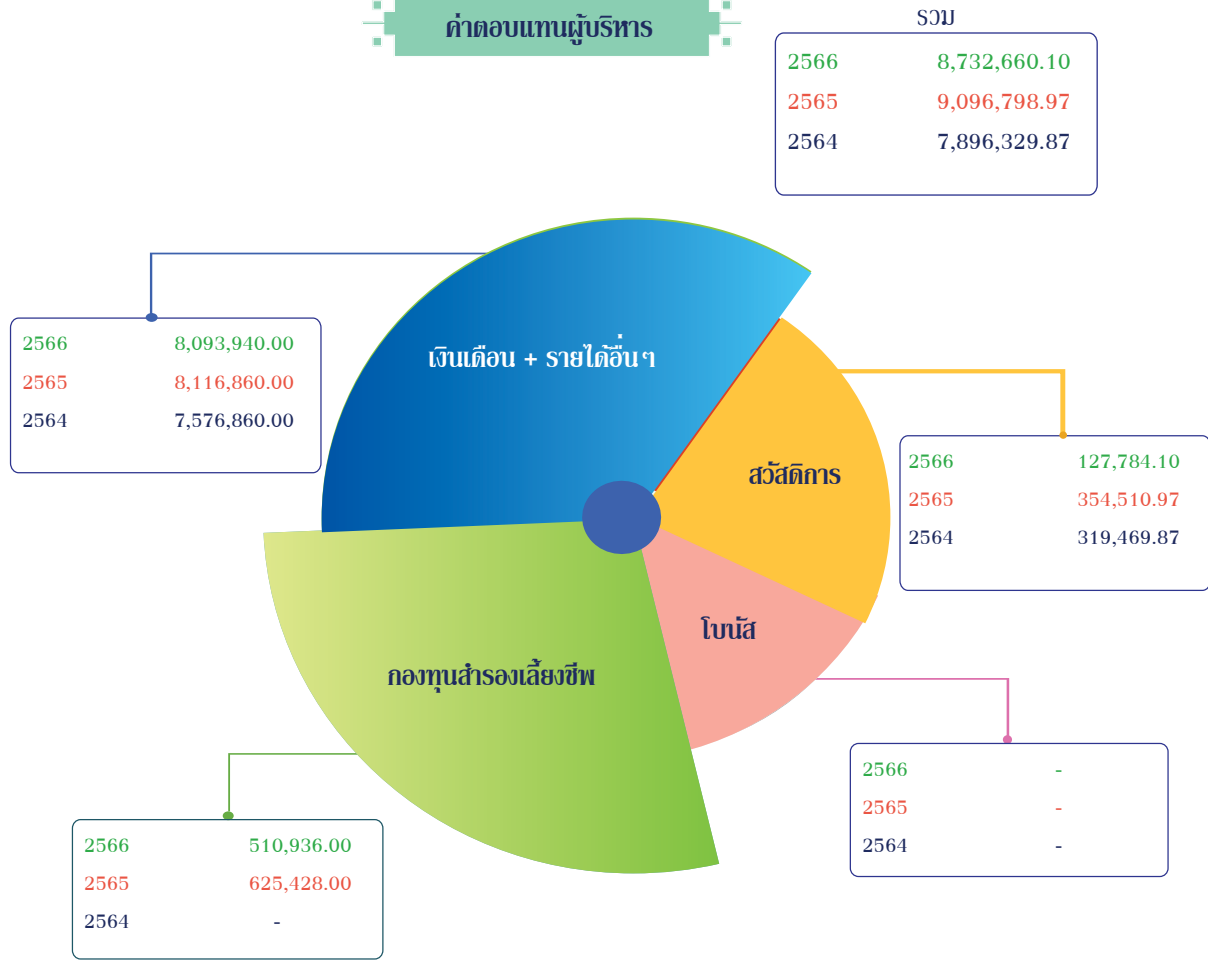 ค่าตอบแทนผู้บริหาร
รวม
2566 8,732,660.10
2565 9,096,798.97
2564 7,896,329.87
เงินเดือน + รายได้อื่นๆ
2566 8,093,940.00
2565 8,116,860.00
2564 7,576,860.00
สวัสดิการ
2566 127,784.10
2565 354,510.97
2564 319,469.87
โบนัส
2566 -
2565 -
2564 -
กองทุนสำรองเลี้ยงชีพ
2566 510,936.00
2565 625,428.00
2564 -